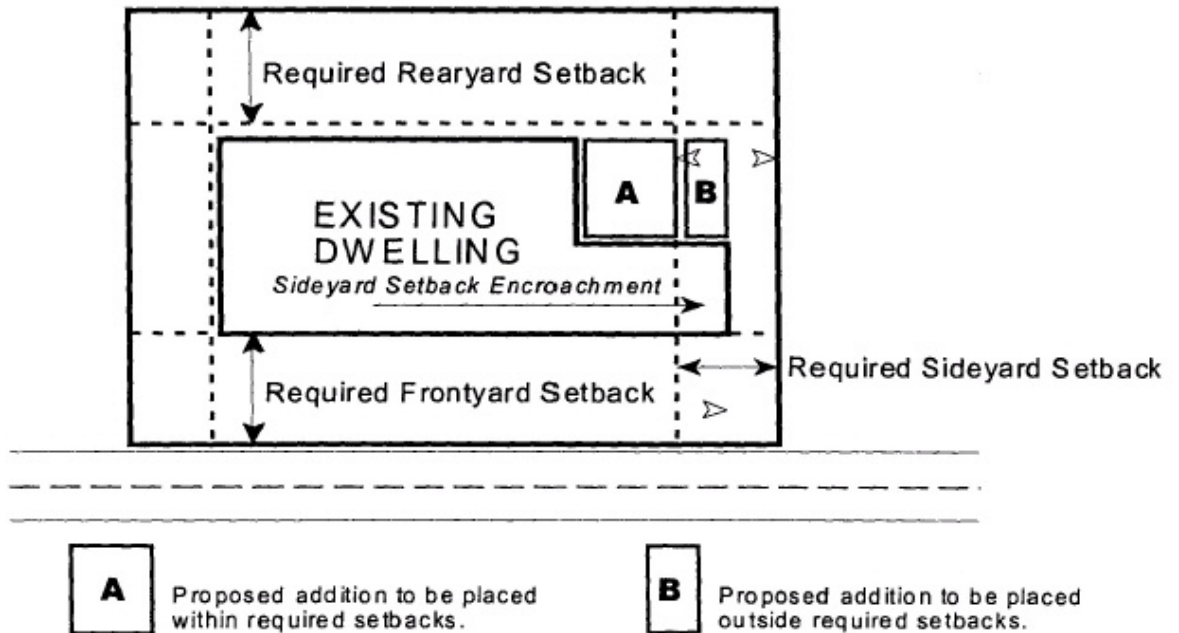 Required Rearyard Setback
A
B
EXISTING
DWELLING
Sideyard Setback Encroachment
Required Sideyard Setback
Required Frontyard Setback
A
Proposed addition to be placed
within required setbacks.
B
Proposed addition to be placed
outside required setbacks.